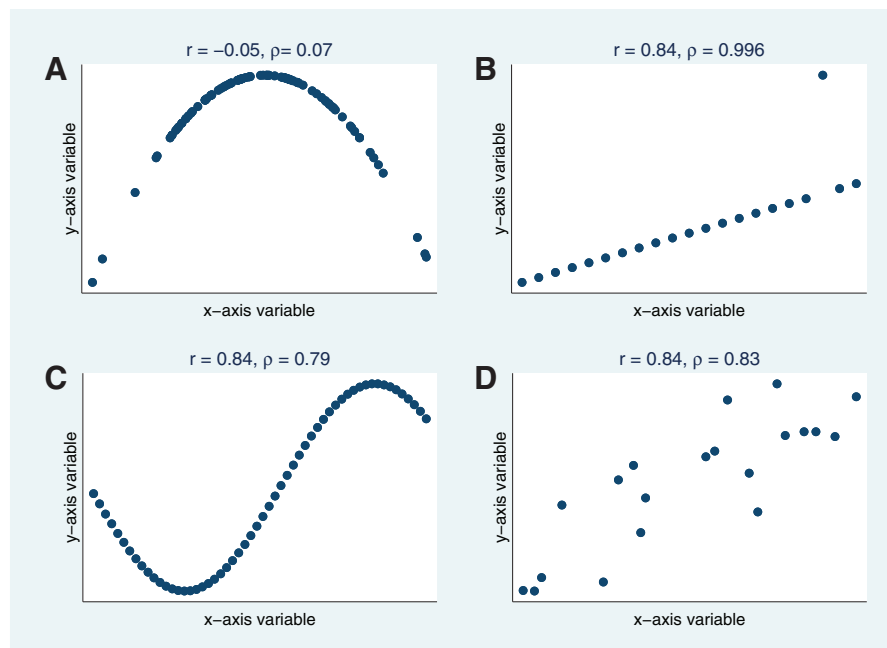 A
r = −0.05, ρ= 0.07
y−axis variable
x−axis variable
B
r = 0.84, ρ = 0.996
y−axis variable
x−axis variable
C
r = 0.84, ρ = 0.79
y−axis variable
x−axis variable
D
r = 0.84, ρ = 0.83
y−axis variable
x−axis variable